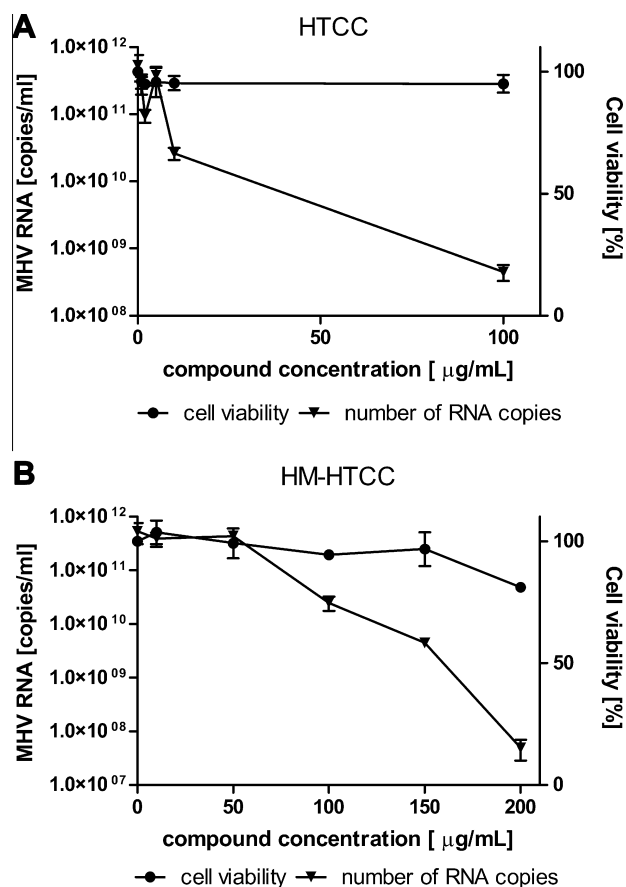 A
HTCC
MHV RNA [copies/ml]
1.0×10 12
1.0×10 11
1.0×10 10
1.0×10 09
1.0×10 08
100
50
0
Cell viability [%]
0 50 100
compound concentration [ μg/mL]
cell viability number of RNA copies
B
HM-HTCC
MHV RNA [copies/ml]
1.0×10 12
1.0×10 11
1.0×10 10
1.0×10 09
1.0×10 08
1.0×10 07
100
50
0
Cell viability [%]
0 50 100 150 200
compound concentration [ μg/mL]
cell viability number of RNA copies